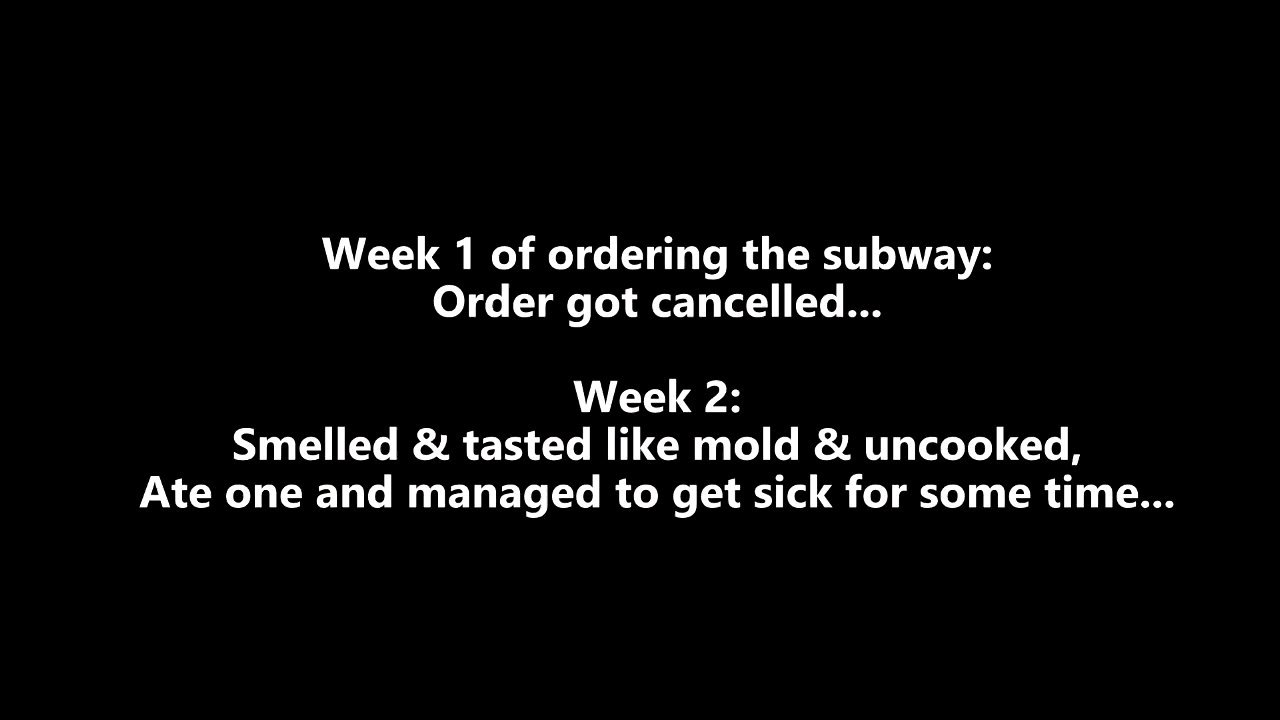 Week 1 of ordering the subway:
Order got cancelled...
Week 2:
Smelled & tasted like mold & uncooked,
Ate one and managed to get sick for some time...